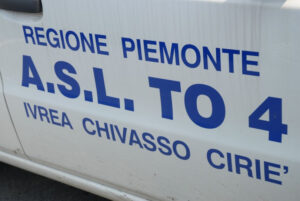 REGIONE PIEMONTE
A.S.L. TO 4
IVREA CHIVASSO CIRIE'